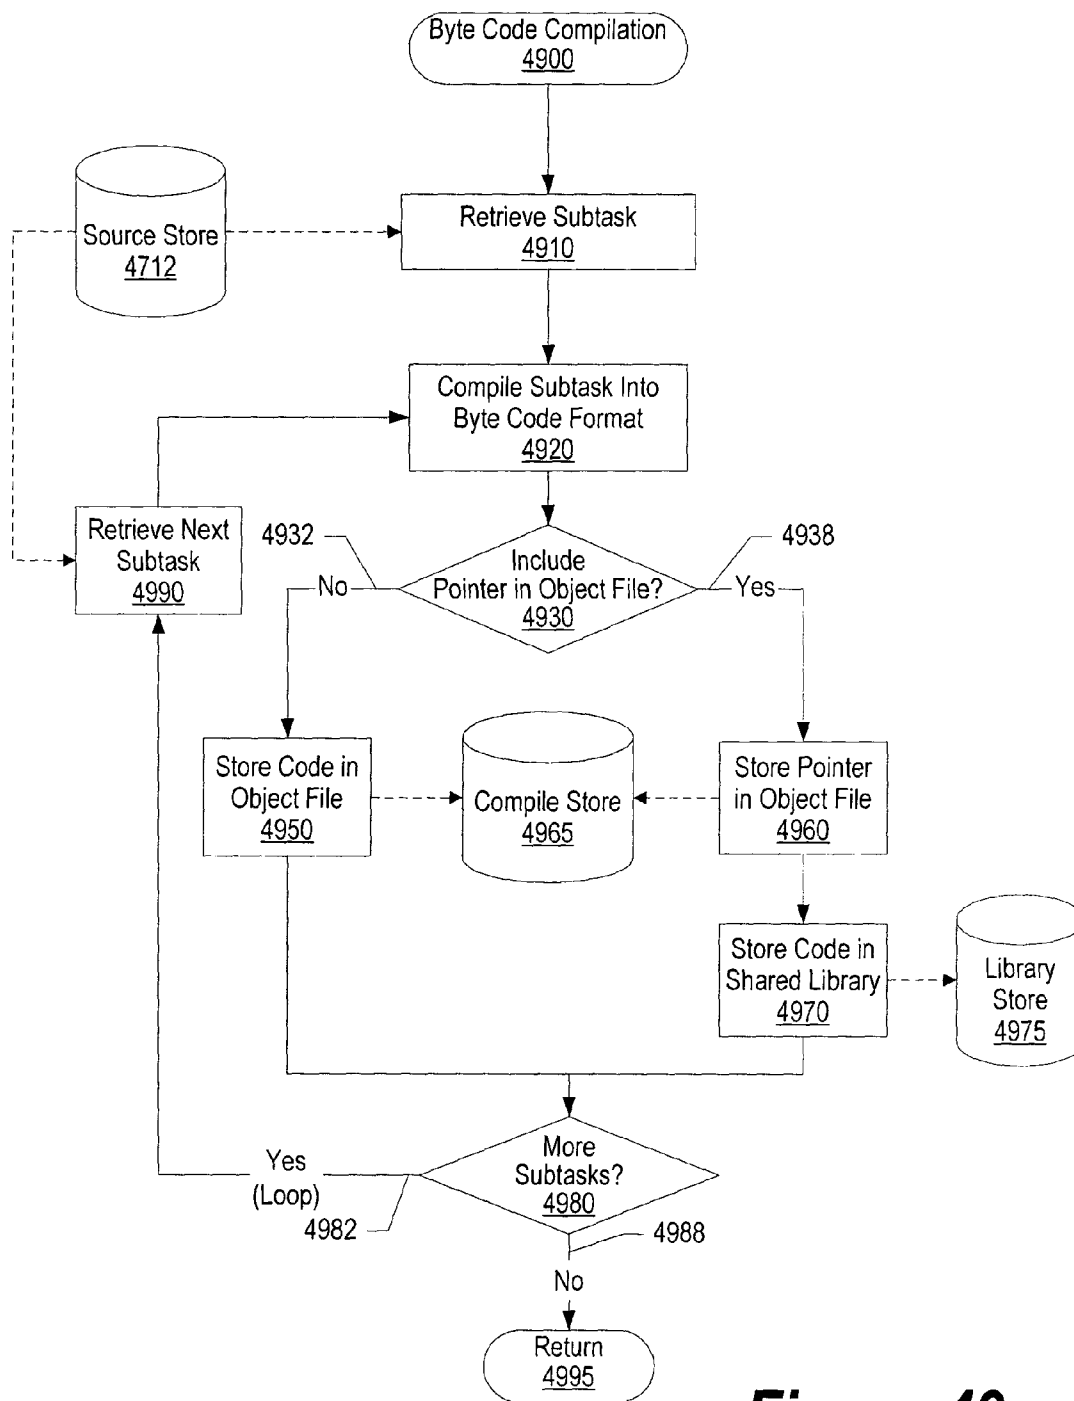 Byte Code Compilation
4900
Source Store
4712
Retrieve Subtask
4910
Compile Subtask Into
Byte Code Format
4920
Retrieve Next
Subtask
4990
4932
4938
Include
Pointer in Object File?
4930
No
Yes
Store Code in
Object File
4950
Compile Store
4965
Store Pointer
in Object File
4960
Store Code in
Shared Library
4970
Library
Store
4975
More
Subtasks?
4980
Yes
(Loop)
4982
4988
No
Return
4995